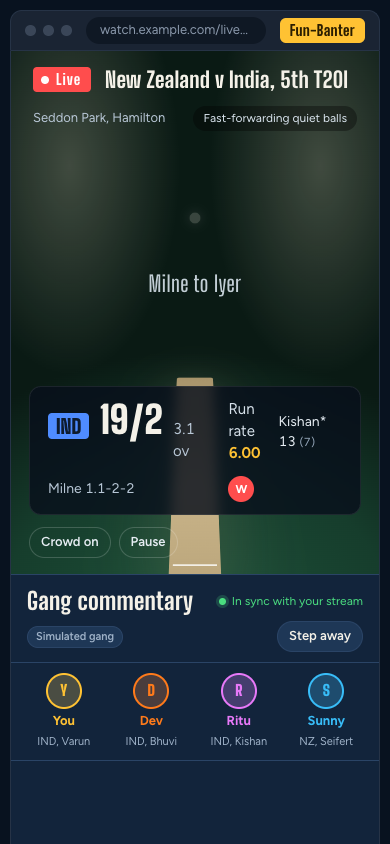 watch.example.com/live...
Fun-Banter
Live
New Zealand v India, 5th T20I
Seddon Park, Hamilton
Fast-forwarding quiet balls
Milne to Iyer
IND
19/2
3.1
ov
Run
rate
6.00
Kishan*
13 (7)
Milne 1.1-2-2
W
Crowd on
Pause
Gang commentary
In sync with your stream
Simulated gang
Step away
Y
D
R
S
You
Dev
Ritu
Sunny
IND, Varun
IND, Bhuvi
IND, Kishan
NZ, Seifert